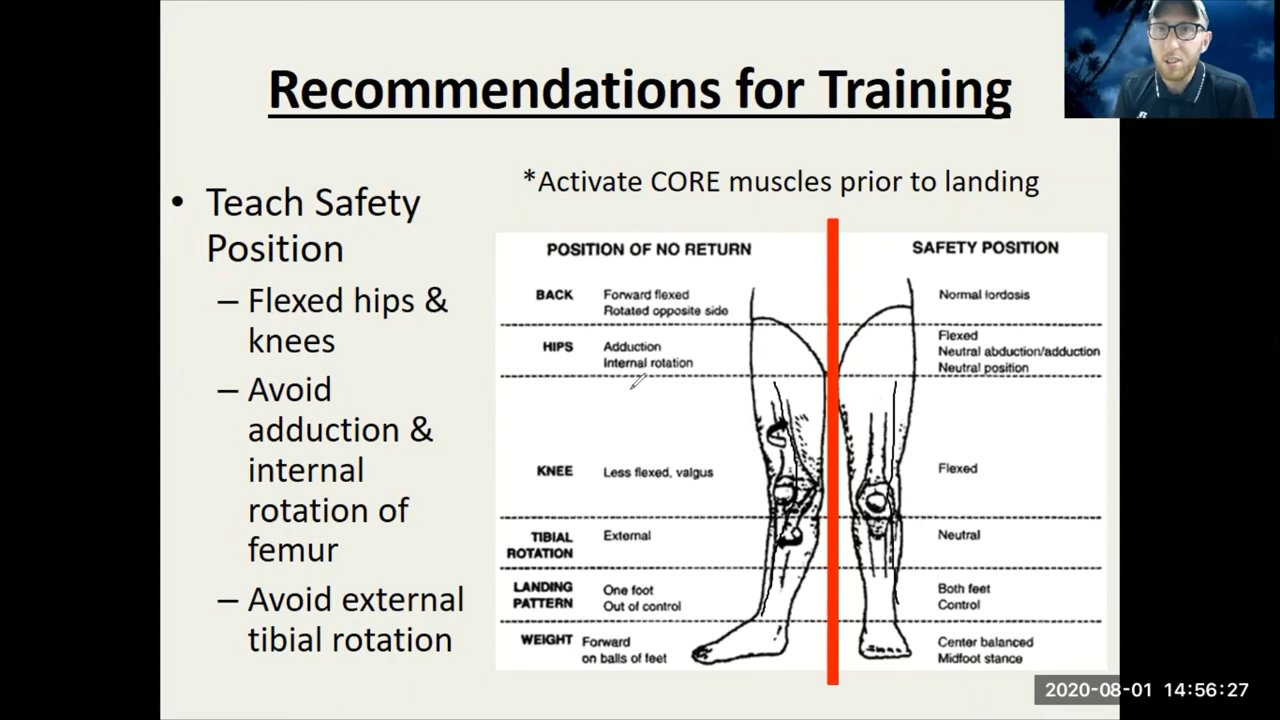 Recommendations for Training
• Teach Safety
Position
– Flexed hips &
knees
– Avoid
adduction &
internal
rotation of
femur
– Avoid external
tibial rotation
*Activate CORE muscles prior to landing
POSITION OF NO RETURN
SAFETY POSITION
BACK
Forward flexed
Rotated opposite side
Normal lordosis
HIPS
Adduction
Internal rotation
Flexed
Neutral abduction/adduction
Neutral position
KNEE
Less flexed, valgus
Flexed
TIBIAL
ROTATION
External
Neutral
LANDING
PATTERN
One foot
Out of control
Both feet
Control
WEIGHT
Forward
on balls of feet
Center balanced
Midfoot stance
2020-08-01 14:56:27